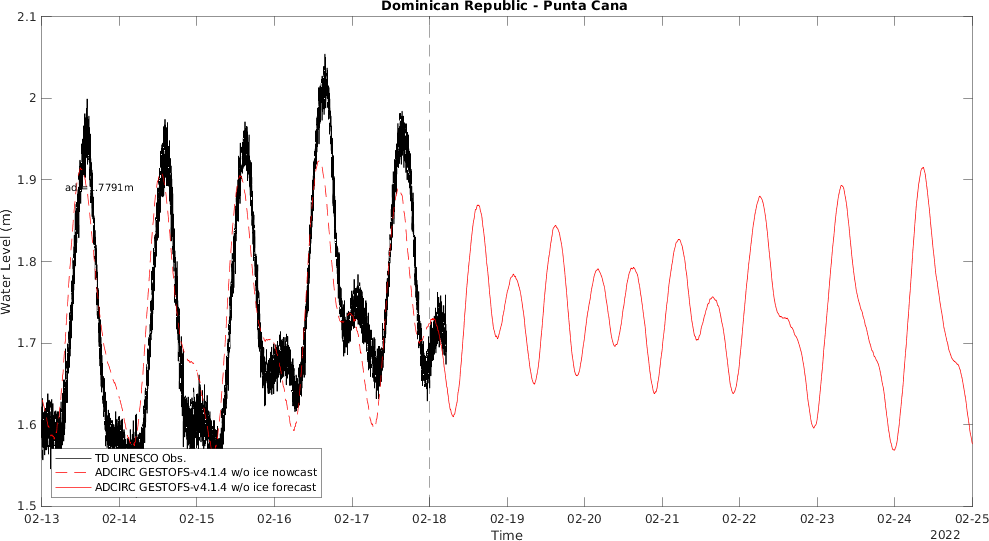 Dominican Republic - Punta Cana
2.1
2
1.9
1.8
1.7
1.6
1.5
Water Level (m)
TD UNESCO Obs.
ADCIRC GESTOFS-v4.1.4 w/o ice nowcast
ADCIRC GESTOFS-v4.1.4 w/o ice forecast
02-13 02-14 02-15 02-16 02-17 02-18 02-19 02-20 02-21 02-22 02-23 02-24 02-25
Time
2022